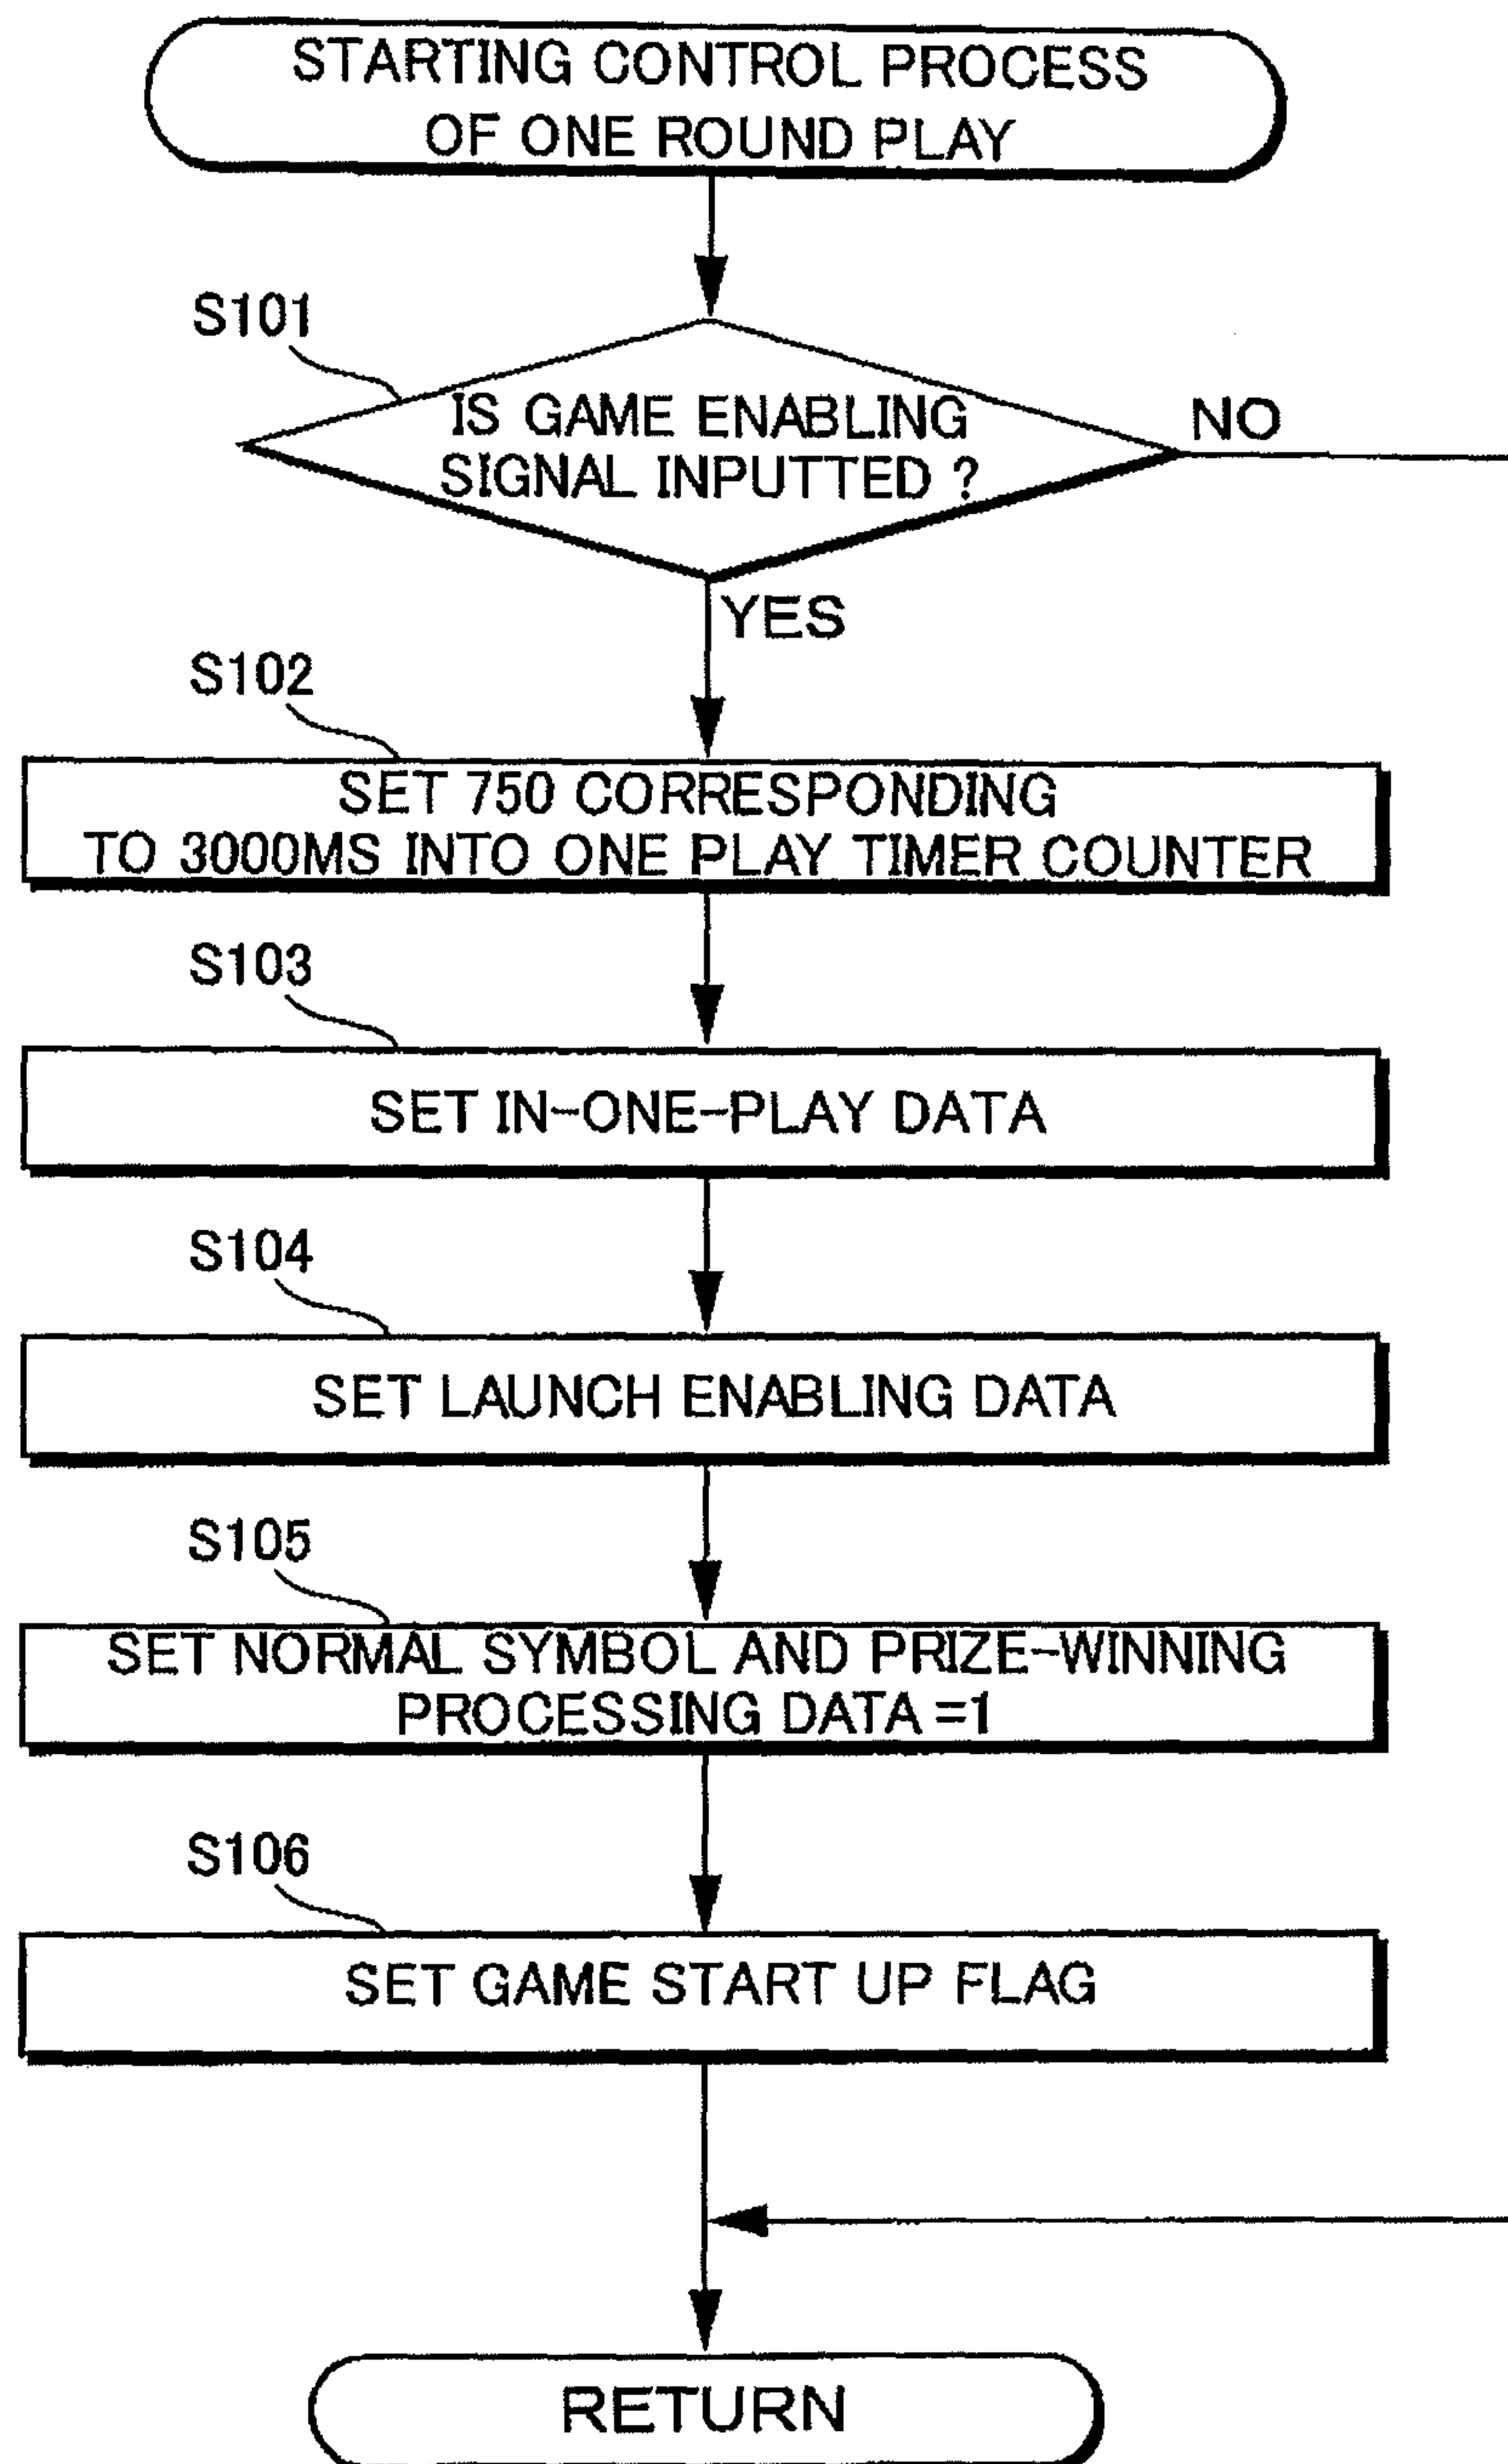 STARTING CONTROL PROCESS
OF ONE ROUND PLAY
S101
IS GAME ENABLING
SIGNAL INPUTTED ?
NO
YES
S102
SET 750 CORRESPONDING
TO 3000MS INTO ONE PLAY TIMER COUNTER
S103
SET IN-ONE-PLAY DATA
S104
SET LAUNCH ENABLING DATA
S105
SET NORMAL SYMBOL AND PRIZE-WINNING
PROCESSING DATA =1
S106
SET GAME START UP FLAG
RETURN